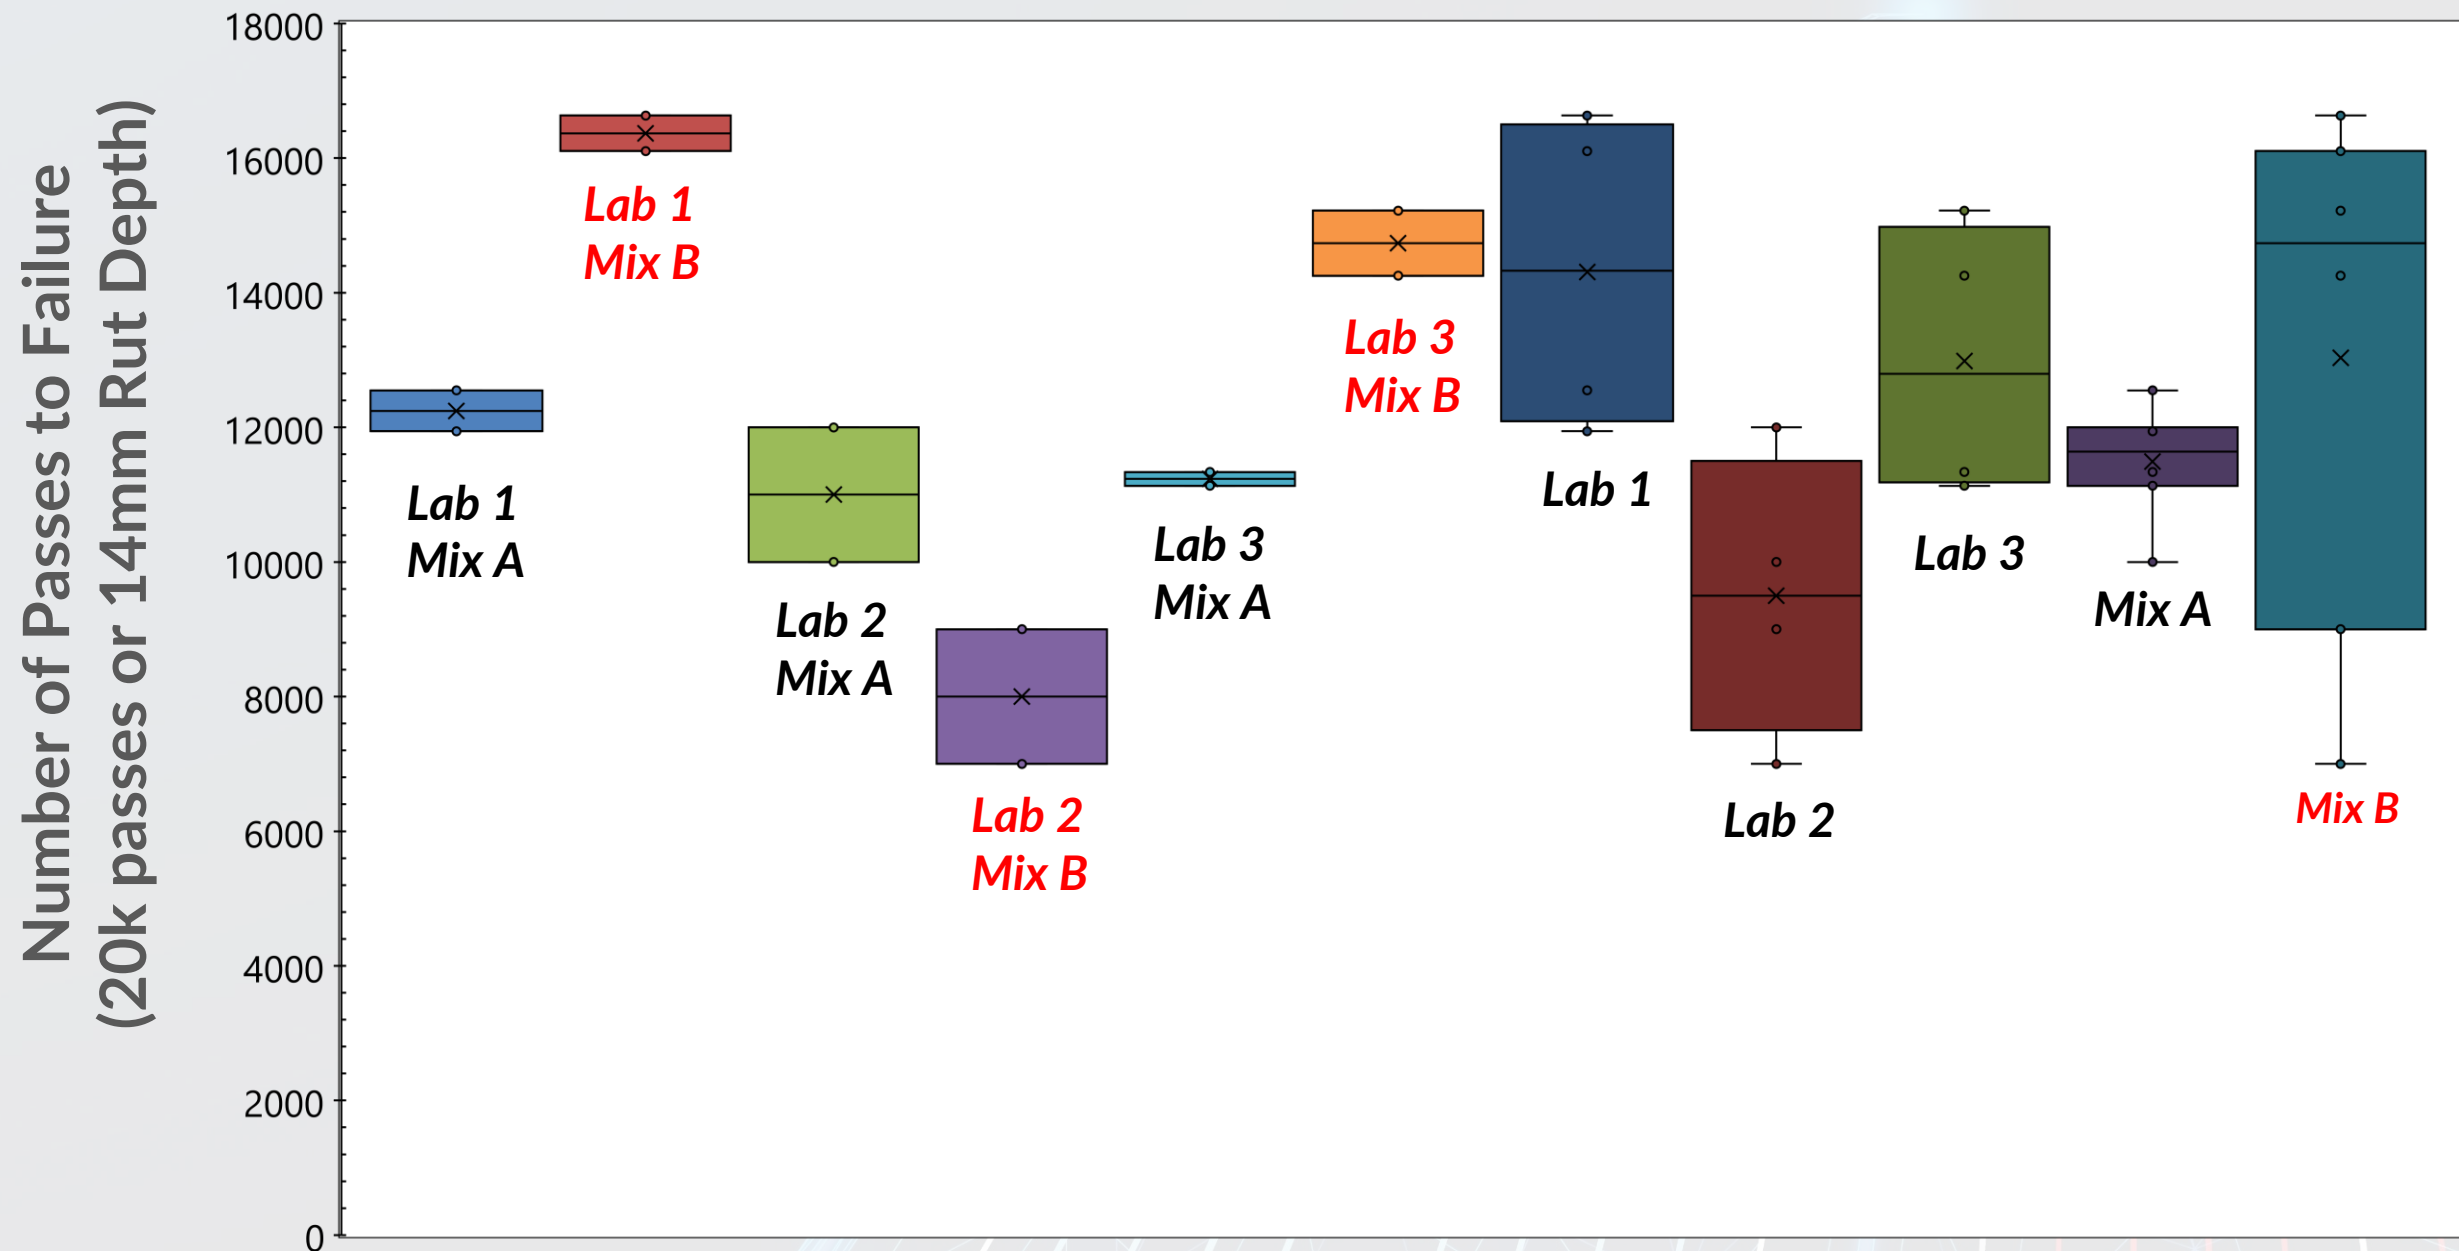 Number of Passes to Failure
(20k passes or 14mm Rut Depth)
18000
16000
14000
12000
10000
8000
6000
4000
2000
0
Lab 1
Mix A
Lab 1
Mix B
Lab 2
Mix A
Lab 2
Mix B
Lab 3
Mix A
Lab 3
Mix B
Lab 1
Lab 2
Lab 3
Mix A
Mix B